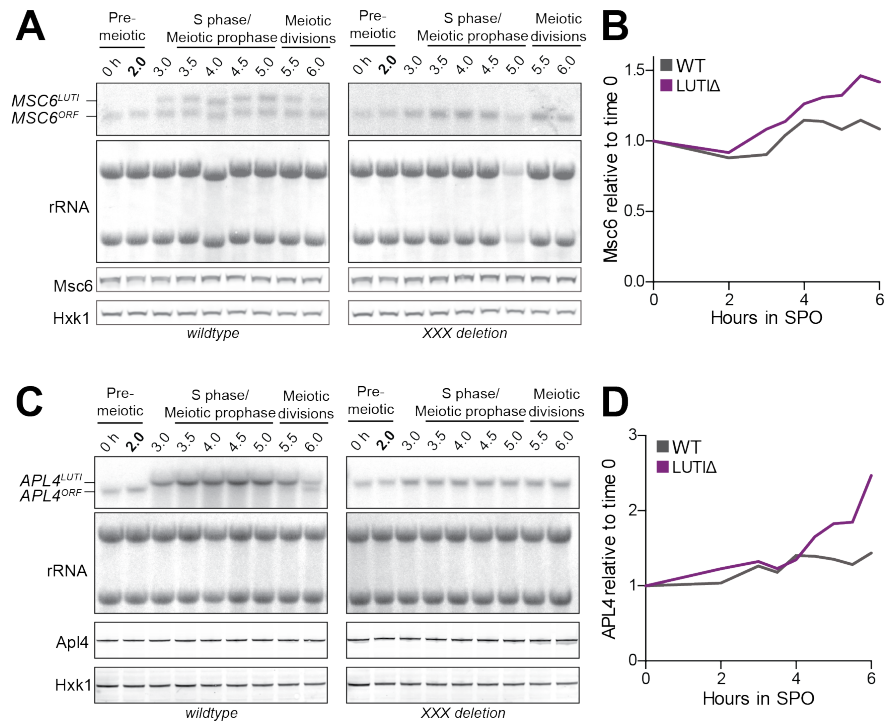 A
Pre-
meiotic
S phase/
Meiotic prophase
Meiotic
divisions
0 h 2.0 3.0 3.5 4.0 4.5 5.0 5.5 6.0
Pre-
meiotic
S phase/
Meiotic prophase
Meiotic
divisions
0 h 2.0 3.0 3.5 4.0 4.5 5.0 5.5 6.0
MSC6LUTI
MSC6ORF
rRNA
Msc6
Hxk1
wildtype
XXX deletion
B
WT
LUTIΔ
Msc6 relative to time 0
1.5
1.0
0.5
0.0
0 2 4 6
Hours in SPO
C
Pre-
meiotic
S phase/
Meiotic prophase
Meiotic
divisions
0 h 2.0 3.0 3.5 4.0 4.5 5.0 5.5 6.0
Pre-
meiotic
S phase/
Meiotic prophase
Meiotic
divisions
0 h 2.0 3.0 3.5 4.0 4.5 5.0 5.5 6.0
APL4LUTI
APL4ORF
rRNA
Apl4
Hxk1
wildtype
XXX deletion
D
WT
LUTIΔ
APL4 relative to time 0
3
2
1
0
0 2 4 6
Hours in SPO